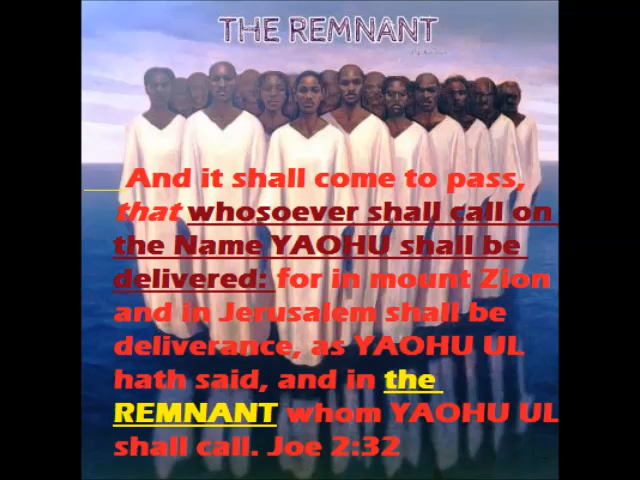 THE REMNANT
And it shall come to pass,
that whosoever shall call on
the Name YAOHU shall be
delivered: for in mount Zion
and in Jerusalem shall be
deliverance, as YAOHU UL
hath said, and in the
REMNANT whom YAOHU UL
shall call. Joe 2:32